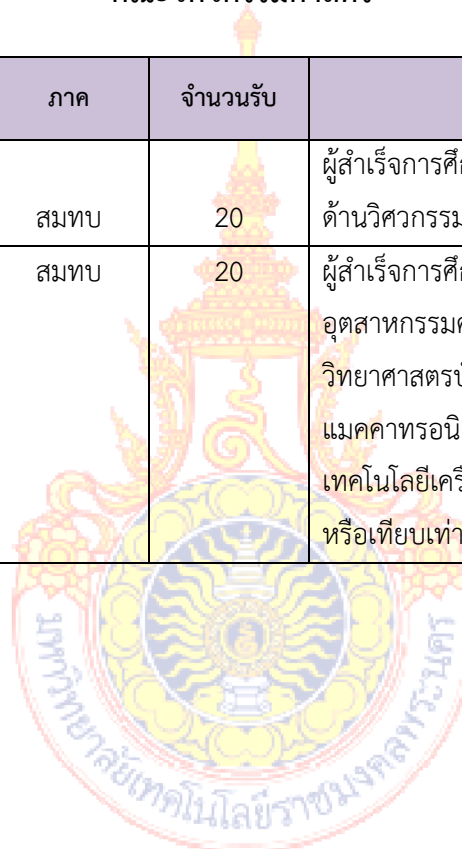 ภาค
จำนวนรับ
สมทบ
20
ผู้สำเร็จการศึ
ด้านวิศวกรรม
สมทบ
20
ผู้สำเร็จการศึ
อุตสาหกรรม
วิทยาศาสตร
แมคคาทรอนิ
เทคโนโลยีเครื
หรือเทียบเท่า
มหาวิทยาลัยเทคโนโลยีราชมงคลพระนคร